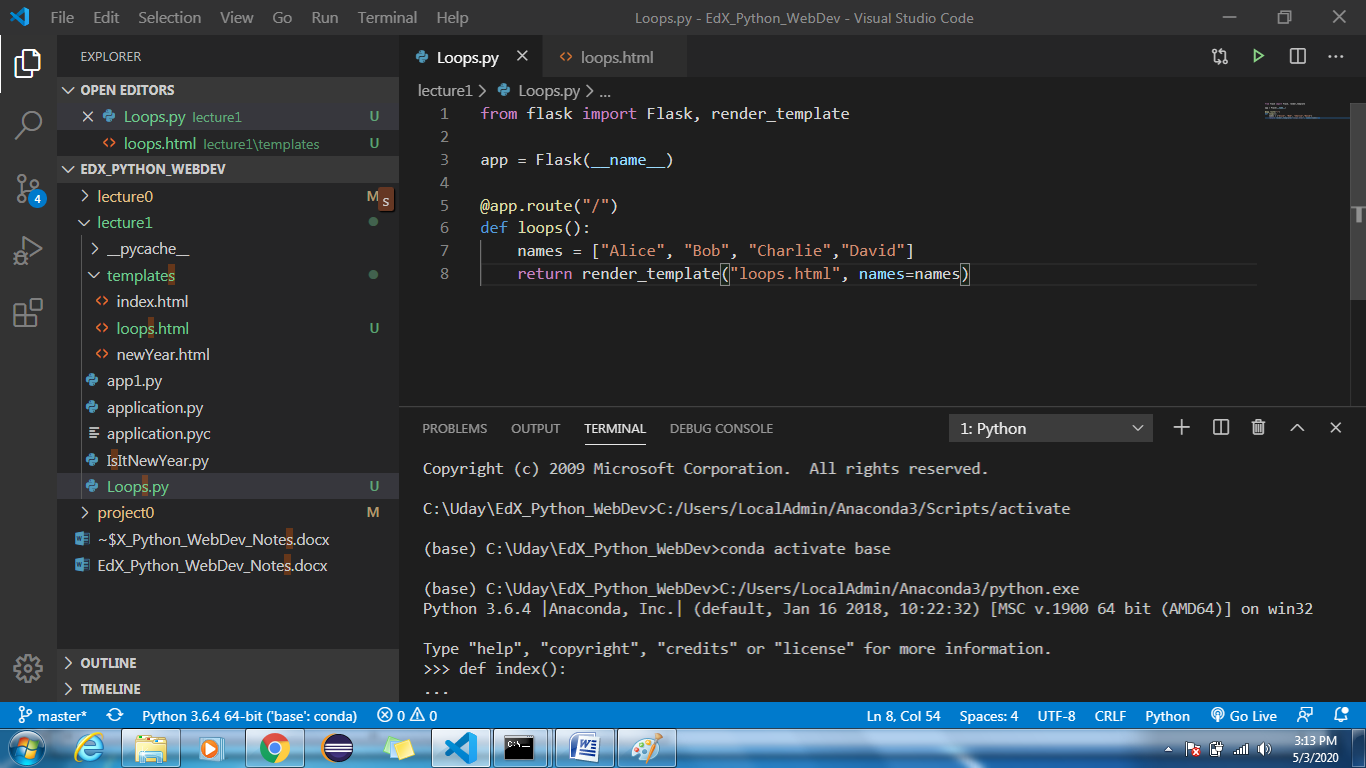 File Edit Selection View Go Run Terminal Help Loops.py - EdX_Python_WebDev - Visual Studio Code
EXPLORER
OPEN EDITORS
Loops.py lecture1 U
loops.html lecture1\templates U
EDX_PYTHON_WEBDEV
lecture0 M
s
lecture1
__pycache__
templates
index.html
loops.html U
newYear.html
app1.py
application.py
application.pyc
IsItNewYear.py
Loops.py U
project0 M
~$X_Python_WebDev_Notes.docx
EdX_Python_WebDev_Notes.docx
OUTLINE
TIMELINE
4
Loops.py loops.html
lecture1 > Loops.py > ...
1 from flask import Flask, render_template
2
3 app = Flask(__name__)
4
5 @app.route("/")
6 def loops():
7 names = ["Alice", "Bob", "Charlie","David"]
8 return render_template("loops.html", names=names)
PROBLEMS OUTPUT TERMINAL DEBUG CONSOLE 1: Python
Copyright (c) 2009 Microsoft Corporation.  All rights reserved.
C:\Uday\EdX_Python_WebDev>C:/Users/LocalAdmin/Anaconda3/Scripts/activate
(base) C:\Uday\EdX_Python_WebDev>conda activate base
(base) C:\Uday\EdX_Python_WebDev>C:/Users/LocalAdmin/Anaconda3/python.exe
Python 3.6.4 |Anaconda, Inc.| (default, Jan 16 2018, 10:22:32) [MSC v.1900 64 bit (AMD64)] on win32
Type "help", "copyright", "credits" or "license" for more information.
>>> def index():
...
master* Python 3.6.4 64-bit ('base': conda) 0 0 Ln 8, Col 54 Spaces: 4 UTF-8 CRLF Python Go Live
3:13 PM
5/3/2020